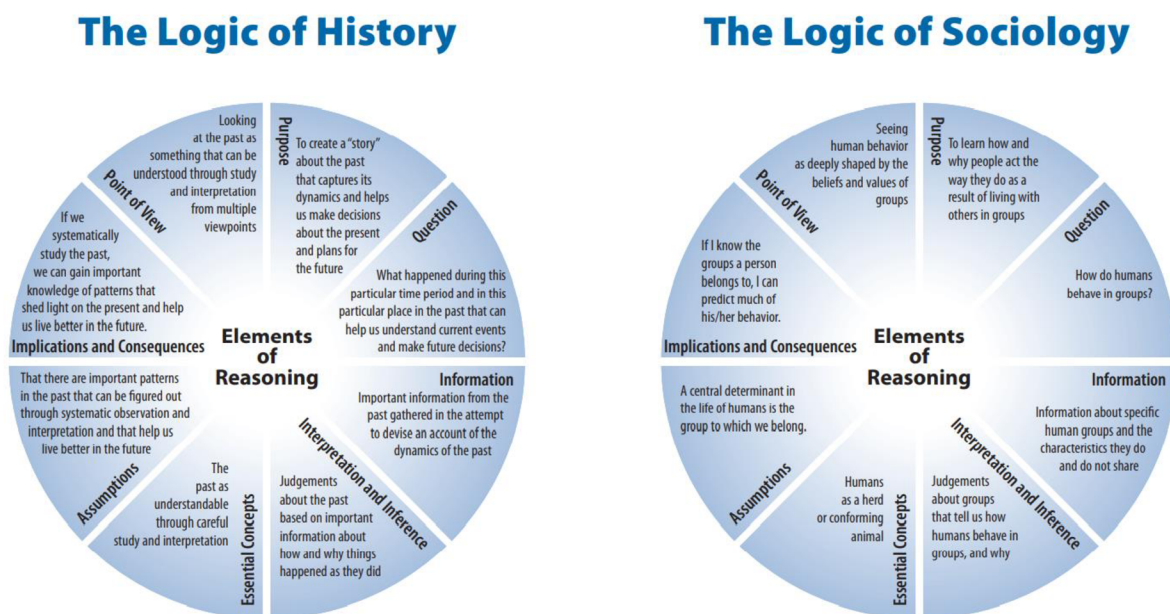 The Logic of History
Purpose
To create a “story”
about the past
that captures its
dynamics and helps
us make decisions
about the present
and plans for
the future
Question
What happened during this
particular time period and in this
particular place in the past that can
help us understand current events
and make future decisions?
Information
Important information from the
past gathered in the attempt
to devise an account of the
dynamics of the past
Interpretation and Inference
Judgements
about the past
based on important
information about
how and why things
happened as they did
Essential Concepts
The
past as
understandable
through careful
study and interpretation
Assumptions
That there are important patterns
in the past that can be figured out
through systematic observation and
interpretation and that help us
live better in the future
Implications and Consequences
If we
systematically
study the past,
we can gain important
knowledge of patterns that
shed light on the present and help
us live better in the future.
Point of View
Looking
at the past as
something that can be
understood through study
and interpretation
from multiple
viewpoints
Elements
of
Reasoning
The Logic of Sociology
Purpose
To learn how and
why people act the
way they do as a
result of living with
others in groups
Question
How do humans
behave in groups?
Information
Information about specific
human groups and the
characteristics they do
and do not share
Interpretation and Inference
Judgements
about groups
that tell us how
humans behave in
groups, and why
Essential Concepts
Humans
as a herd
or conforming
animal
Assumptions
A central determinant in
the life of humans is the
group to which we belong.
Implications and Consequences
If I know the
groups a person
belongs to, I can
predict much of
his/her behavior.
Point of View
Seeing
human behavior
as deeply shaped by the
beliefs and values of
groups
Elements
of
Reasoning